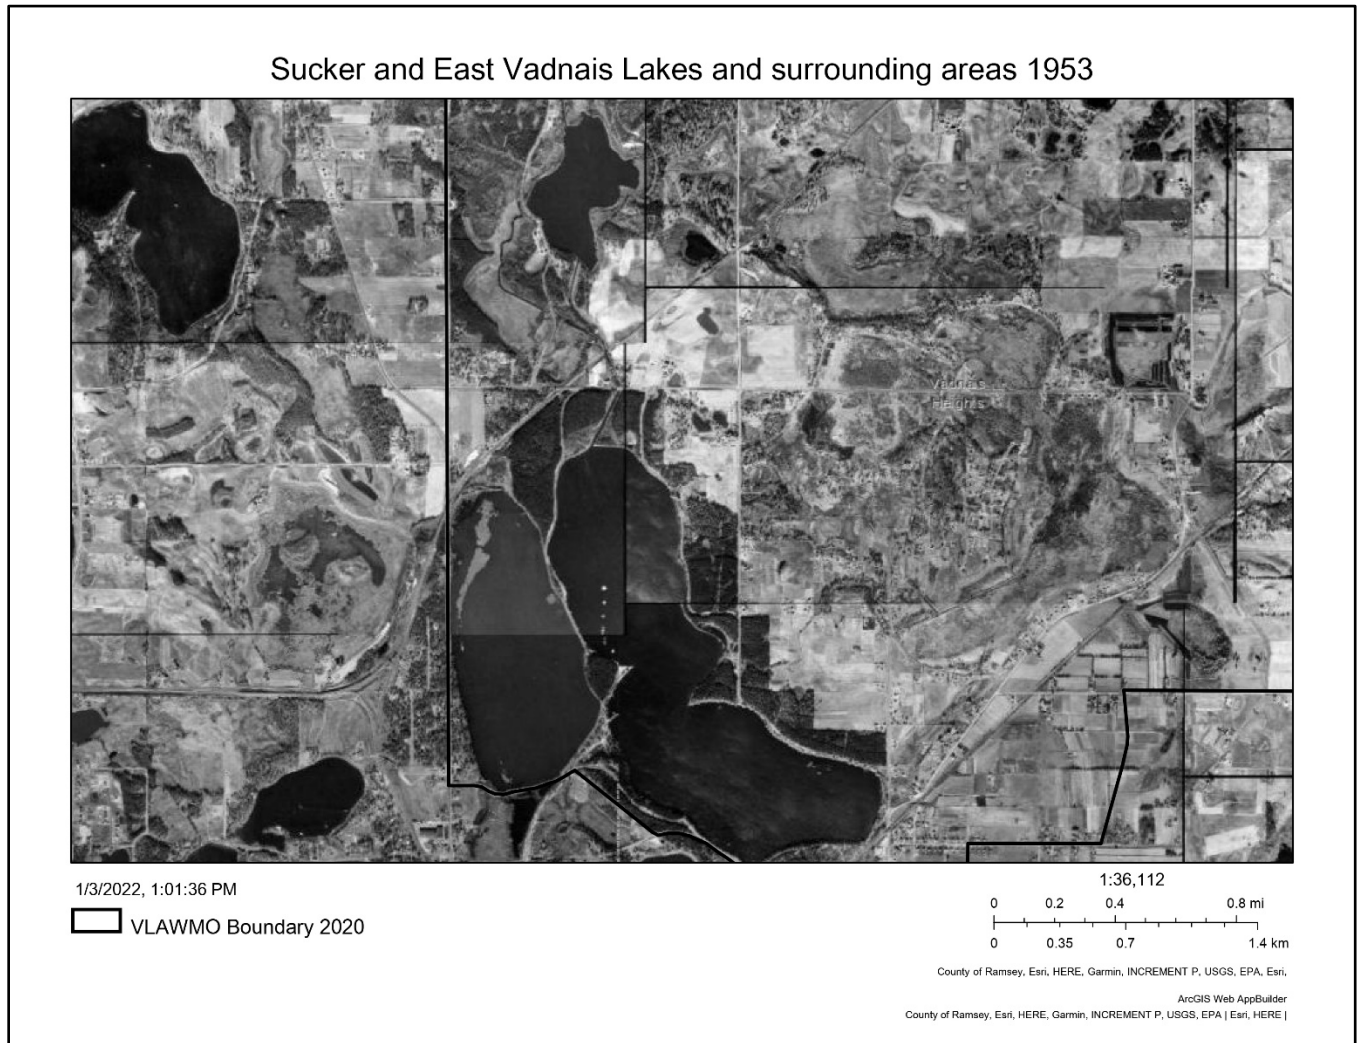 Sucker and East Vadnais Lakes and surrounding areas 1953
Vadnais
Heights
1/3/2022, 1:01:36 PM
VLAWMO Boundary 2020
1:36,112
0 0.2 0.4 0.8 mi
0 0.35 0.7 1.4 km
County of Ramsey, Esri, HERE, Garmin, INCREMENT P, USGS, EPA, Esri,
ArcGIS Web AppBuilder
County of Ramsey, Esri, HERE, Garmin, INCREMENT P, USGS, EPA | Esri, HERE |